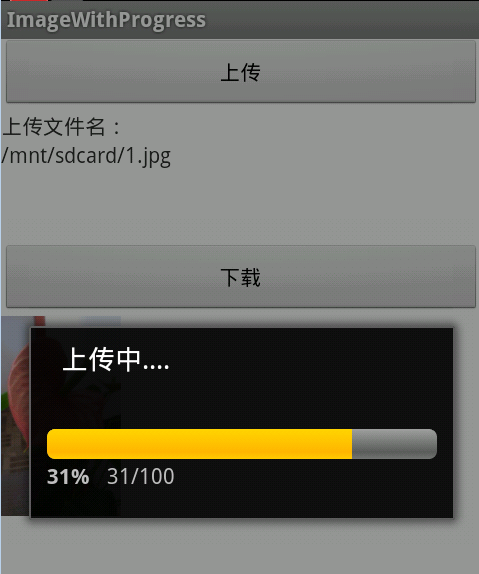 ImageWithProgress
上传
上传文件名：
/mnt/sdcard/1.jpg
下载
上传中....
31% 31/100